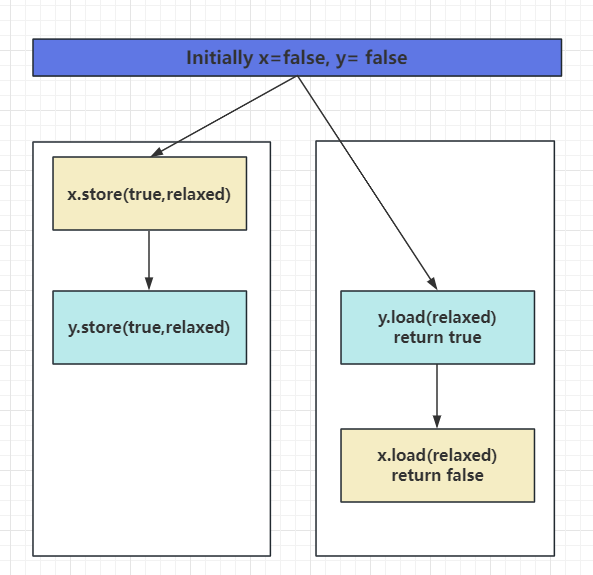 Initially x=false, y= false
x.store(true,relaxed)
y.store(true,relaxed)
y.load(relaxed)
return true
x.load(relaxed)
return false